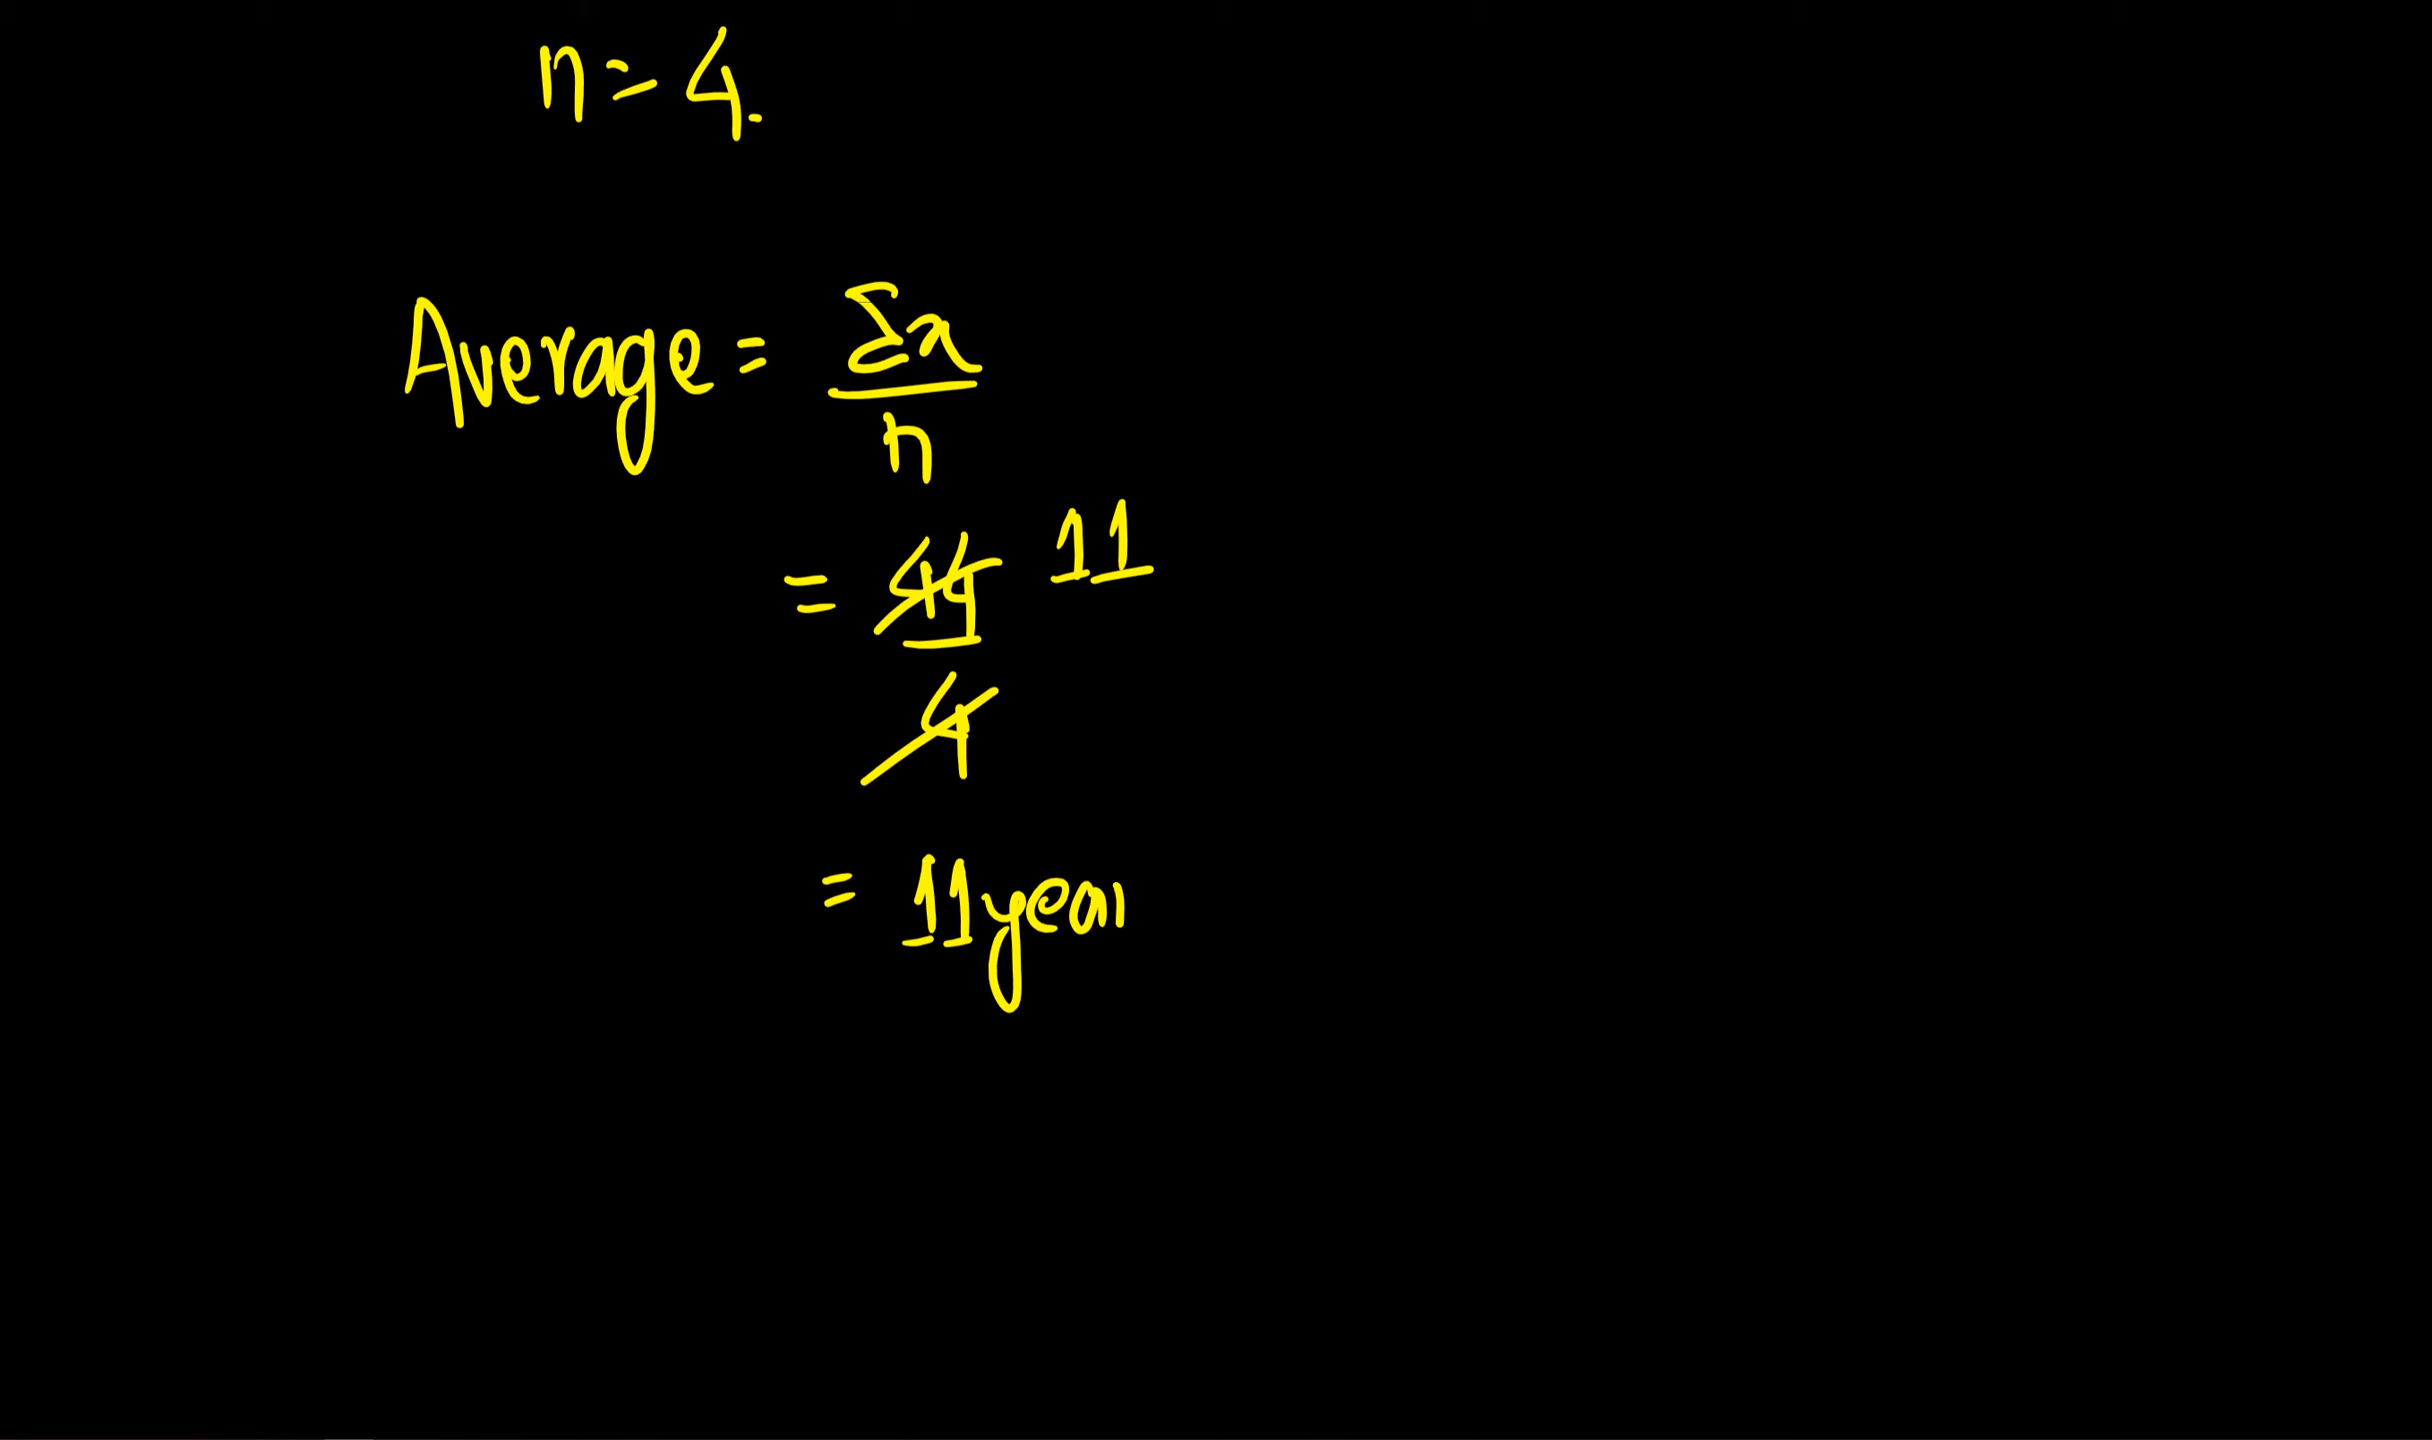 n = 4.
Average = Σx
n
= 44 11
4
= 11 year